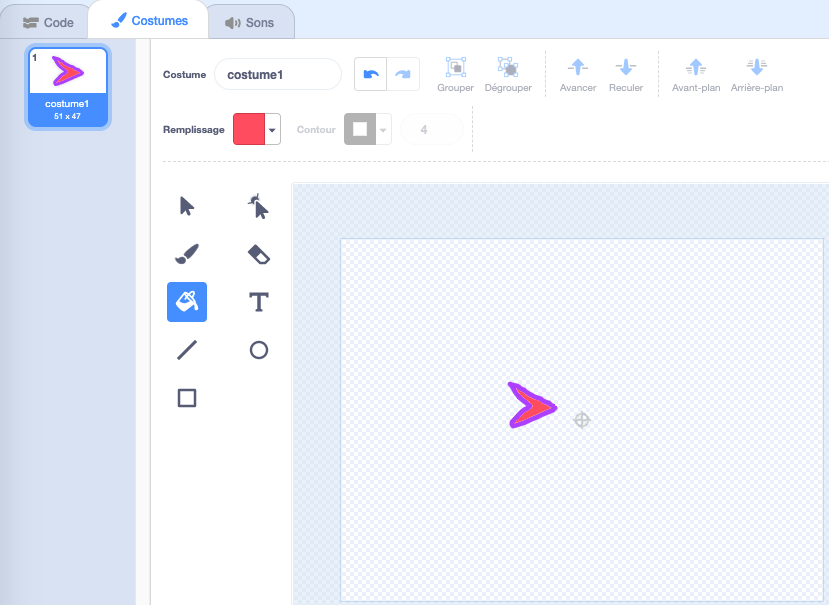 Code
Costumes
Sons
1
costume1
51 x 47
Costume
costume1
Grouper
Dégrouper
Avancer
Reculer
Avant-plan
Arrière-plan
Remplissage
Contour
4